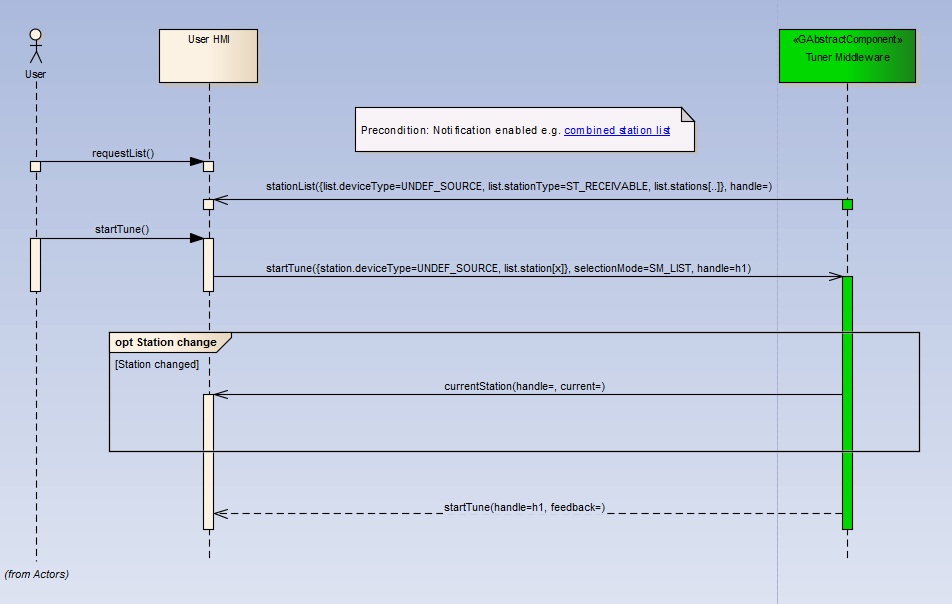 User
User HMI
«GAbstractComponent»
Tuner Middleware
Precondition: Notification enabled e.g. combined station list
requestList()
stationList({list.deviceType=UNDEF_SOURCE, list.stationType=ST_RECEIVABLE, list.stations[..]}, handle=)
startTune()
startTune({station.deviceType=UNDEF_SOURCE, list.station[x]}, selectionMode=SM_LIST, handle=h1)
opt Station change
[Station changed]
currentStation(handle=, current=)
startTune(handle=h1, feedback=)
(from Actors)